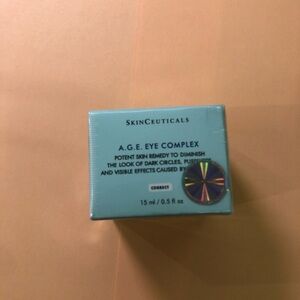 SKINCEUTICALS
A.G.E. EYE COMPLEX
POTENT SKIN REMEDY TO DIMINISH
THE LOOK OF DARK CIRCLES,
AND VISIBLE EFFECTS CAUSED BY
CORRECT
15 ml / 0.5 fl oz